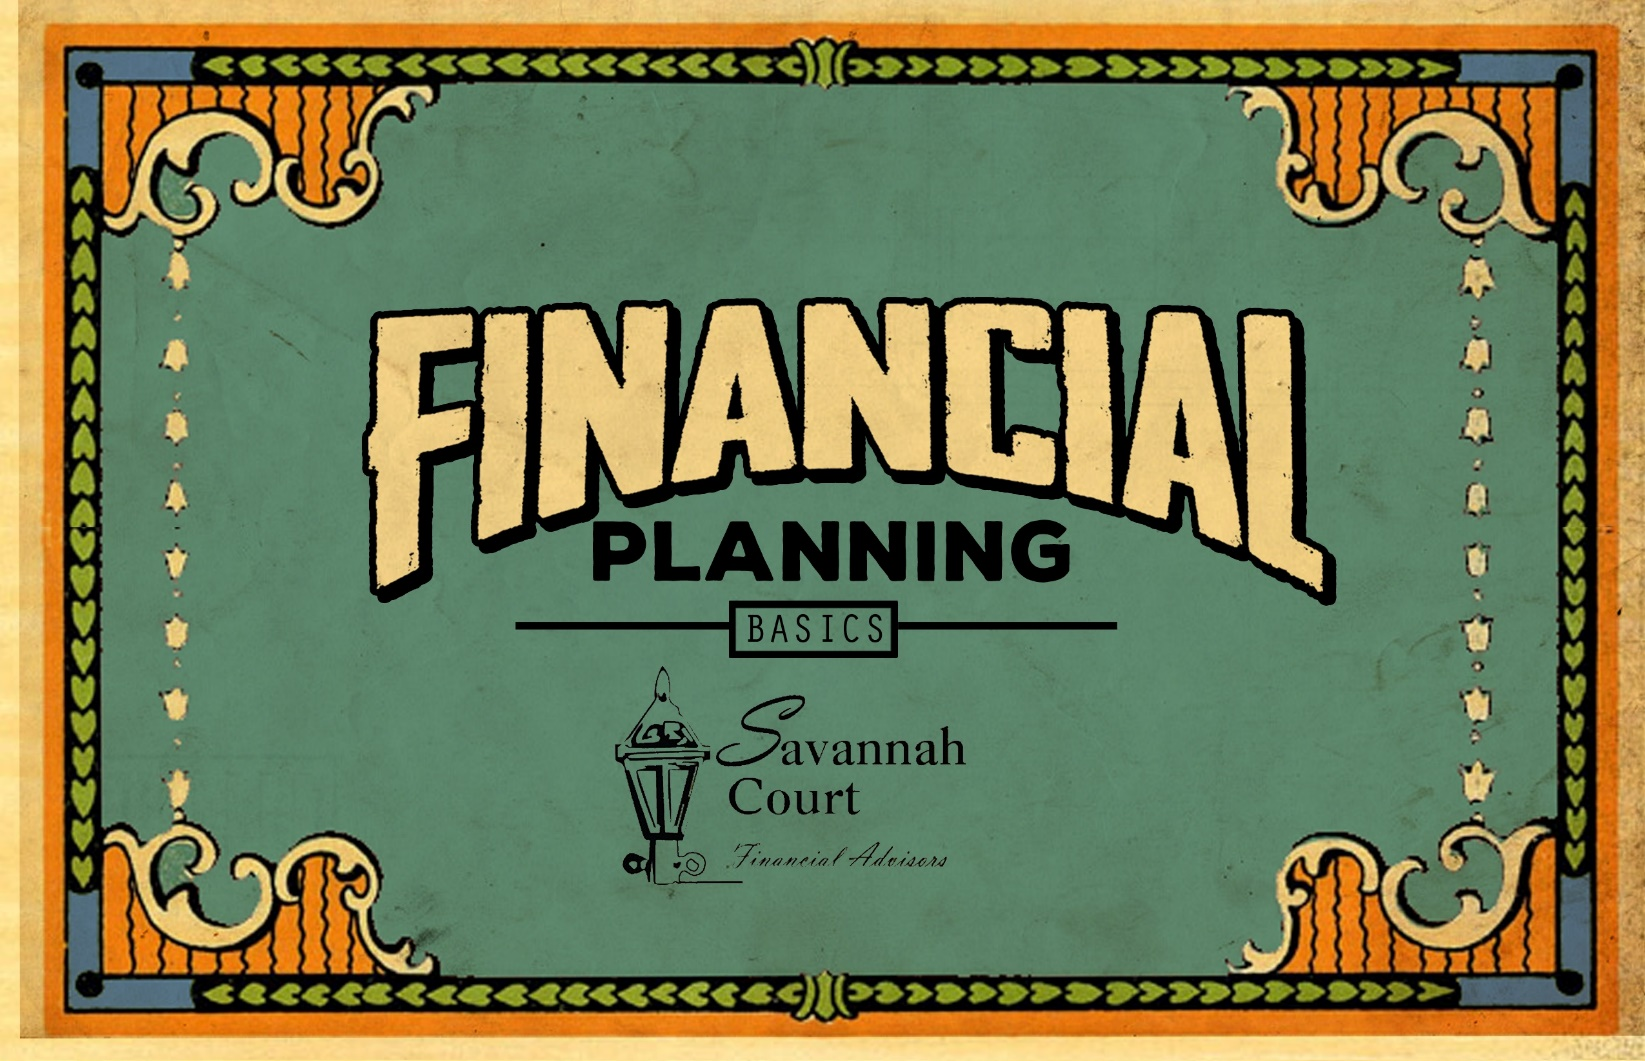 FINANCIAL
PLANNING
BASICS
Savannah
Court
Financial Advisors